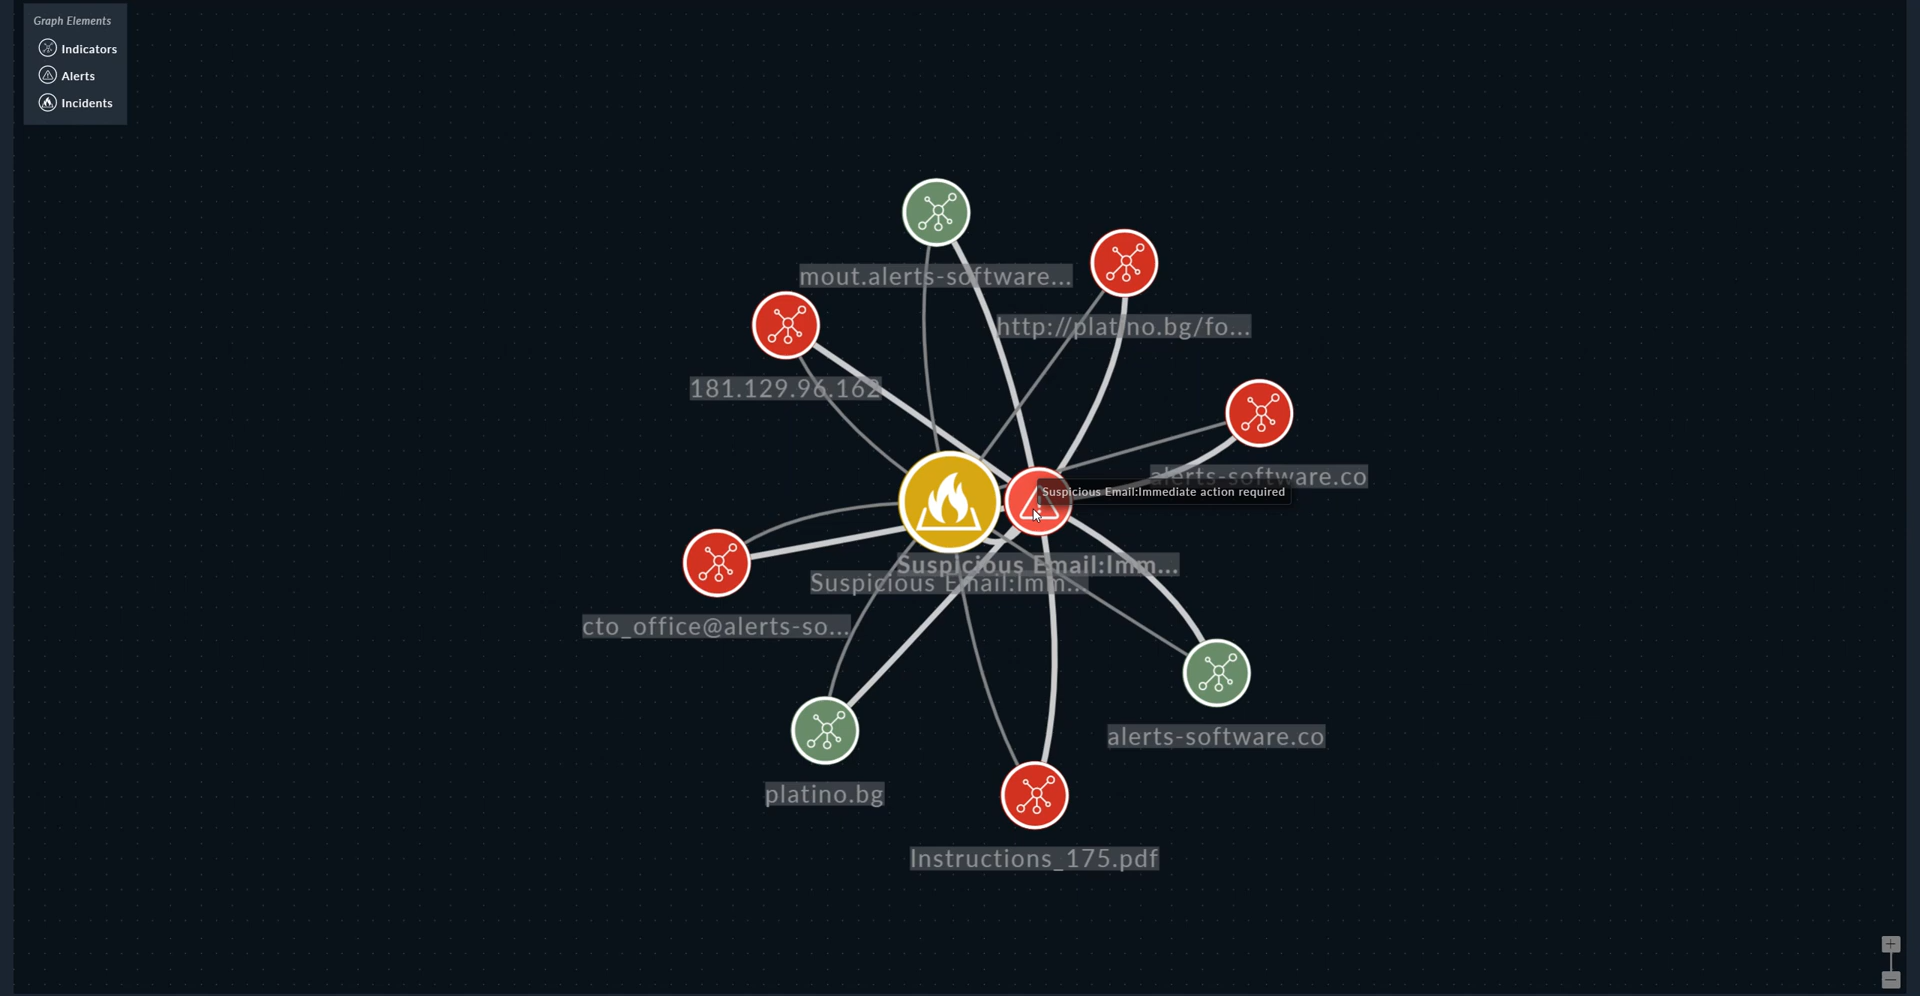 Graph Elements
Indicators
Alerts
Incidents
mout.alerts-software...
http://platino.bg/fo...
181.129.96.162
alerts-software.co
Suspicious Email:Immediate action required
Suspicious Email:Imm...
Suspicious Email:Imm...
cto_office@alerts-so...
alerts-software.co
platino.bg
Instructions_175.pdf